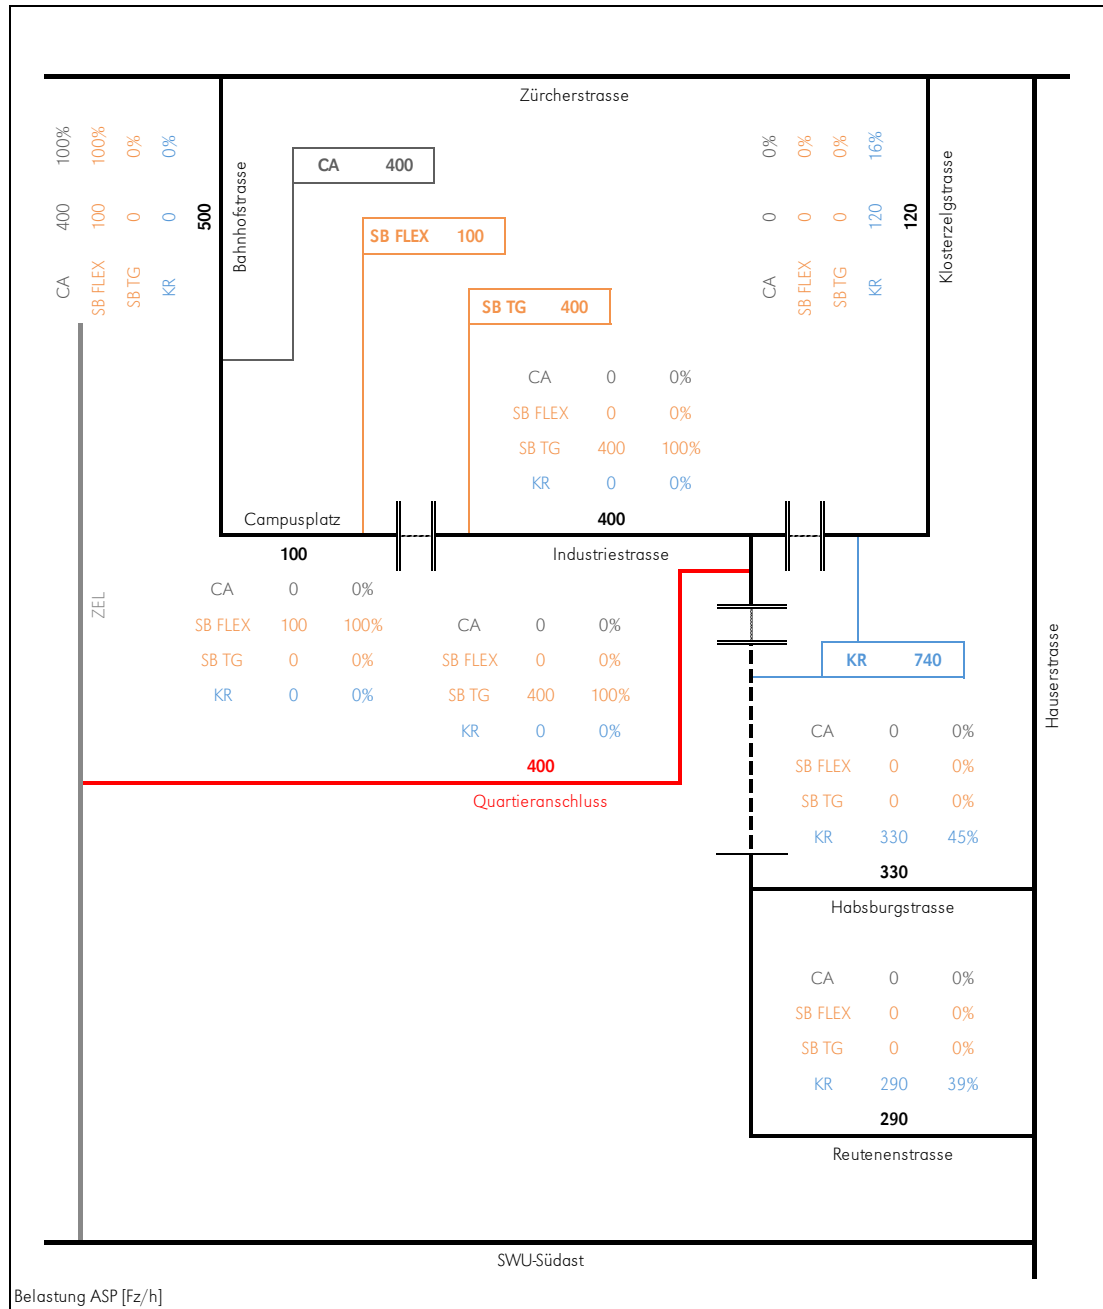 Zürcherstrasse
100% 100% 0% 0%
400 100 0 0 500
CA SB FLEX SB TG KR
Bahnhofstrasse
CA 400
SB FLEX 100
SB TG 400
0% 0% 0% 16%
0 0 0 120 120
CA SB FLEX SB TG KR
Klosterzelgstrasse
CA 0 0%
SB FLEX 0 0%
SB TG 400 100%
KR 0 0%
400
Campusplatz
Industriestrasse
100
CA 0 0%
SB FLEX 100 100%
SB TG 0 0%
KR 0 0%
ZEL
CA 0 0%
SB FLEX 0 0%
SB TG 400 100%
KR 0 0%
400
Quartieranschluss
KR 740
Hauserstrasse
CA 0 0%
SB FLEX 0 0%
SB TG 0 0%
KR 330 45%
330
Habsburgstrasse
CA 0 0%
SB FLEX 0 0%
SB TG 0 0%
KR 290 39%
290
Reutenenstrasse
SWU-Südast
Belastung ASP [Fz/h]